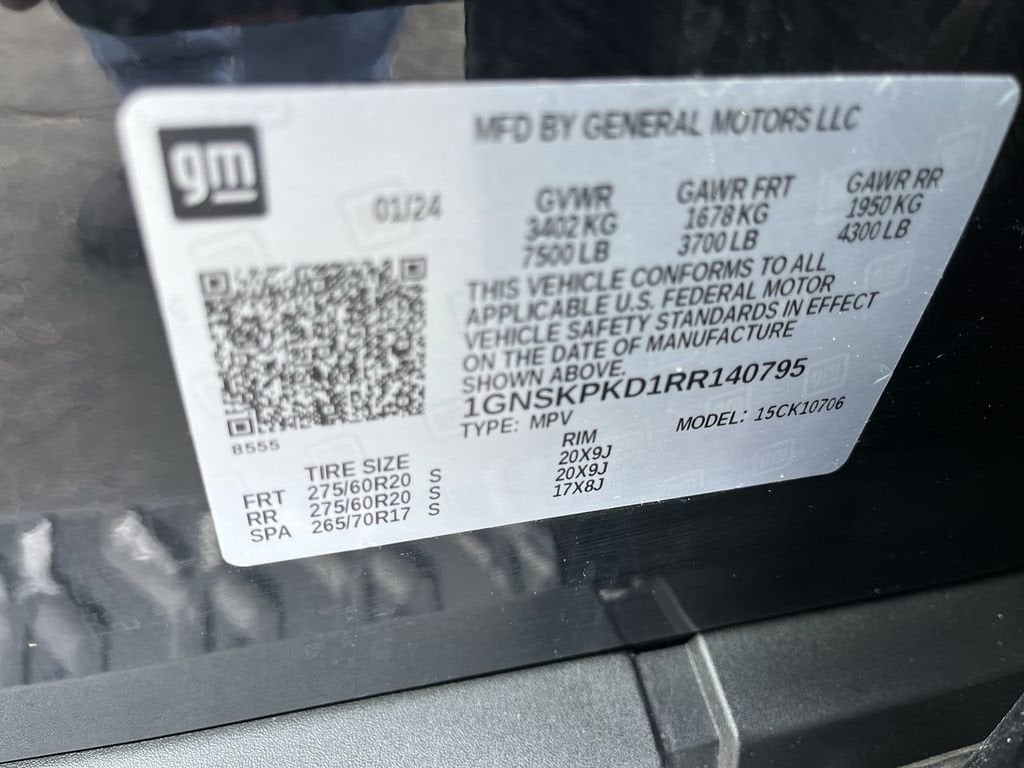 gm
MFD BY GENERAL MOTORS LLC
01/24
GVWR GAWR FRT GAWR RR
3402 KG 1678 KG 1950 KG
7500 LB 3700 LB 4300 LB
THIS VEHICLE CONFORMS TO ALL
APPLICABLE U.S. FEDERAL MOTOR
VEHICLE SAFETY STANDARDS IN EFFECT
ON THE DATE OF MANUFACTURE
SHOWN ABOVE.
1GNSKPKD1RR140795
TYPE: MPV MODEL: 15CK10706
8555
TIRE SIZE RIM
FRT 275/60R20 S 20X9J
RR 275/60R20 S 20X9J
SPA 265/70R17 S 17X8J